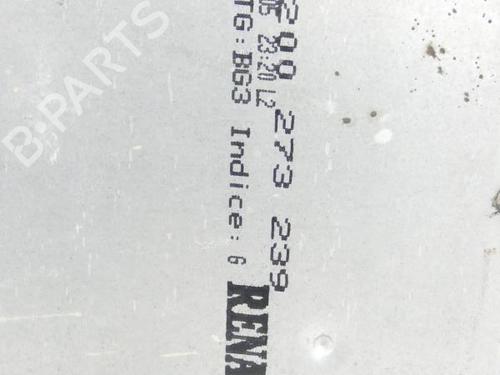 200 273 239
23:20 L2
TG: BG3 Indice: 6
RENA
B-PARTS